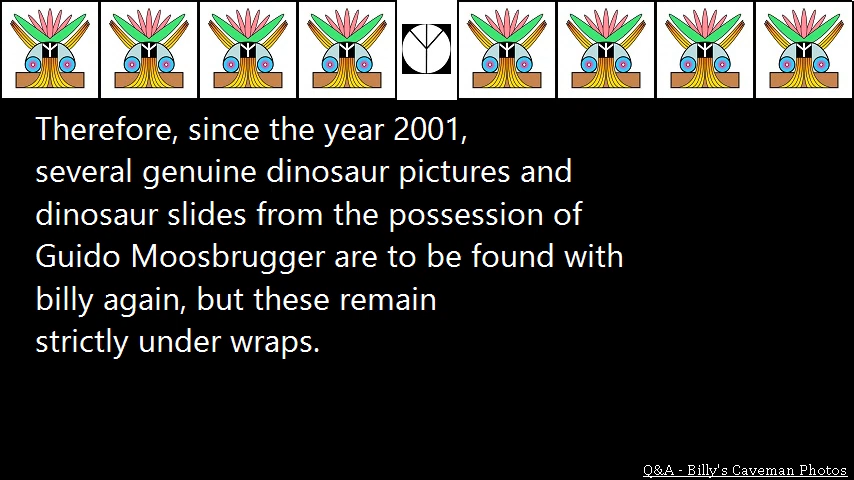 Therefore, since the year 2001,
several genuine dinosaur pictures and
dinosaur slides from the possession of
Guido Moosbrugger are to be found with
billy again, but these remain
strictly under wraps.
Q&A - Billy's Caveman Photos